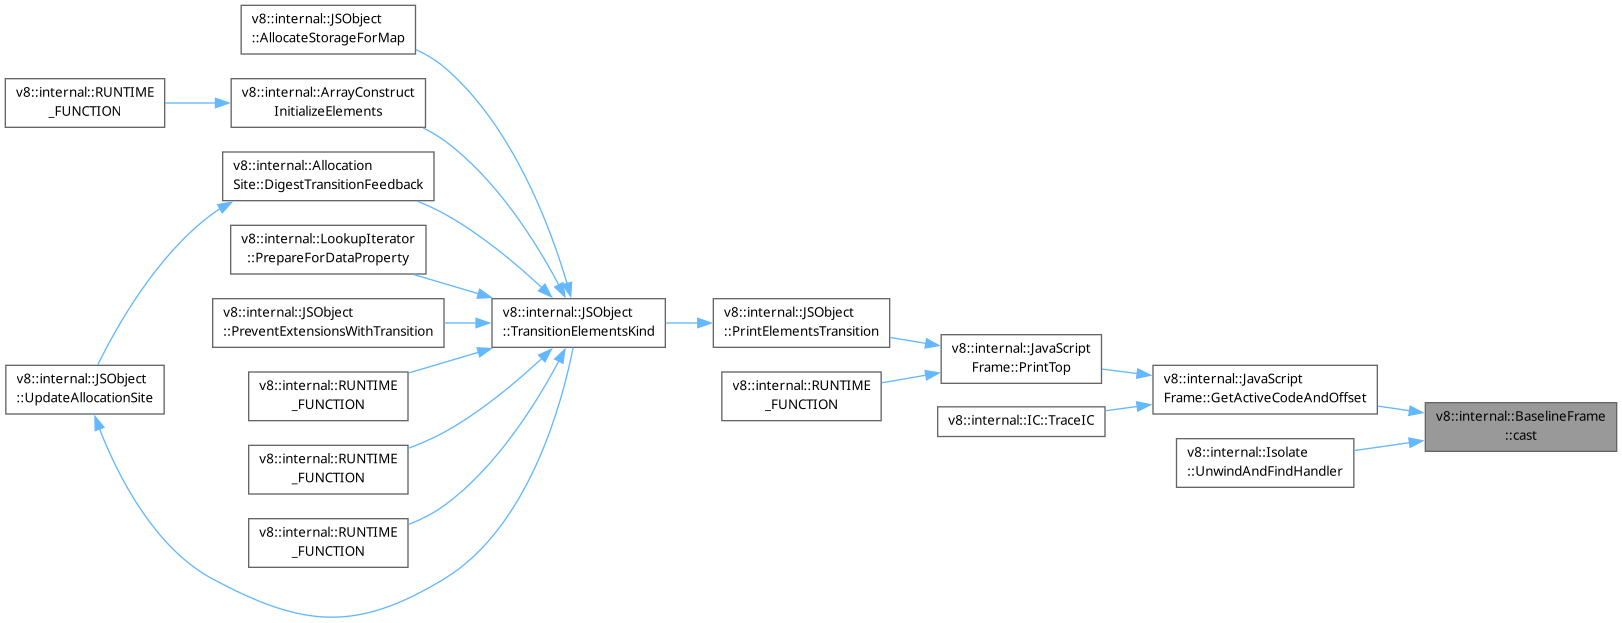 v8::internal::JSObject
::AllocateStorageForMap
v8::internal::RUNTIME
_FUNCTION
v8::internal::ArrayConstruct
InitializeElements
v8::internal::Allocation
Site::DigestTransitionFeedback
v8::internal::LookupIterator
::PrepareForDataProperty
v8::internal::JSObject
::PreventExtensionsWithTransition
v8::internal::JSObject
::TransitionElementsKind
v8::internal::JSObject
::PrintElementsTransition
v8::internal::JavaScript
Frame::PrintTop
v8::internal::JSObject
::UpdateAllocationSite
v8::internal::RUNTIME
_FUNCTION
v8::internal::RUNTIME
_FUNCTION
v8::internal::JavaScript
Frame::GetActiveCodeAndOffset
v8::internal::IC::TraceIC
v8::internal::BaselineFrame
::cast
v8::internal::Isolate
::UnwindAndFindHandler
v8::internal::RUNTIME
_FUNCTION
v8::internal::RUNTIME
_FUNCTION